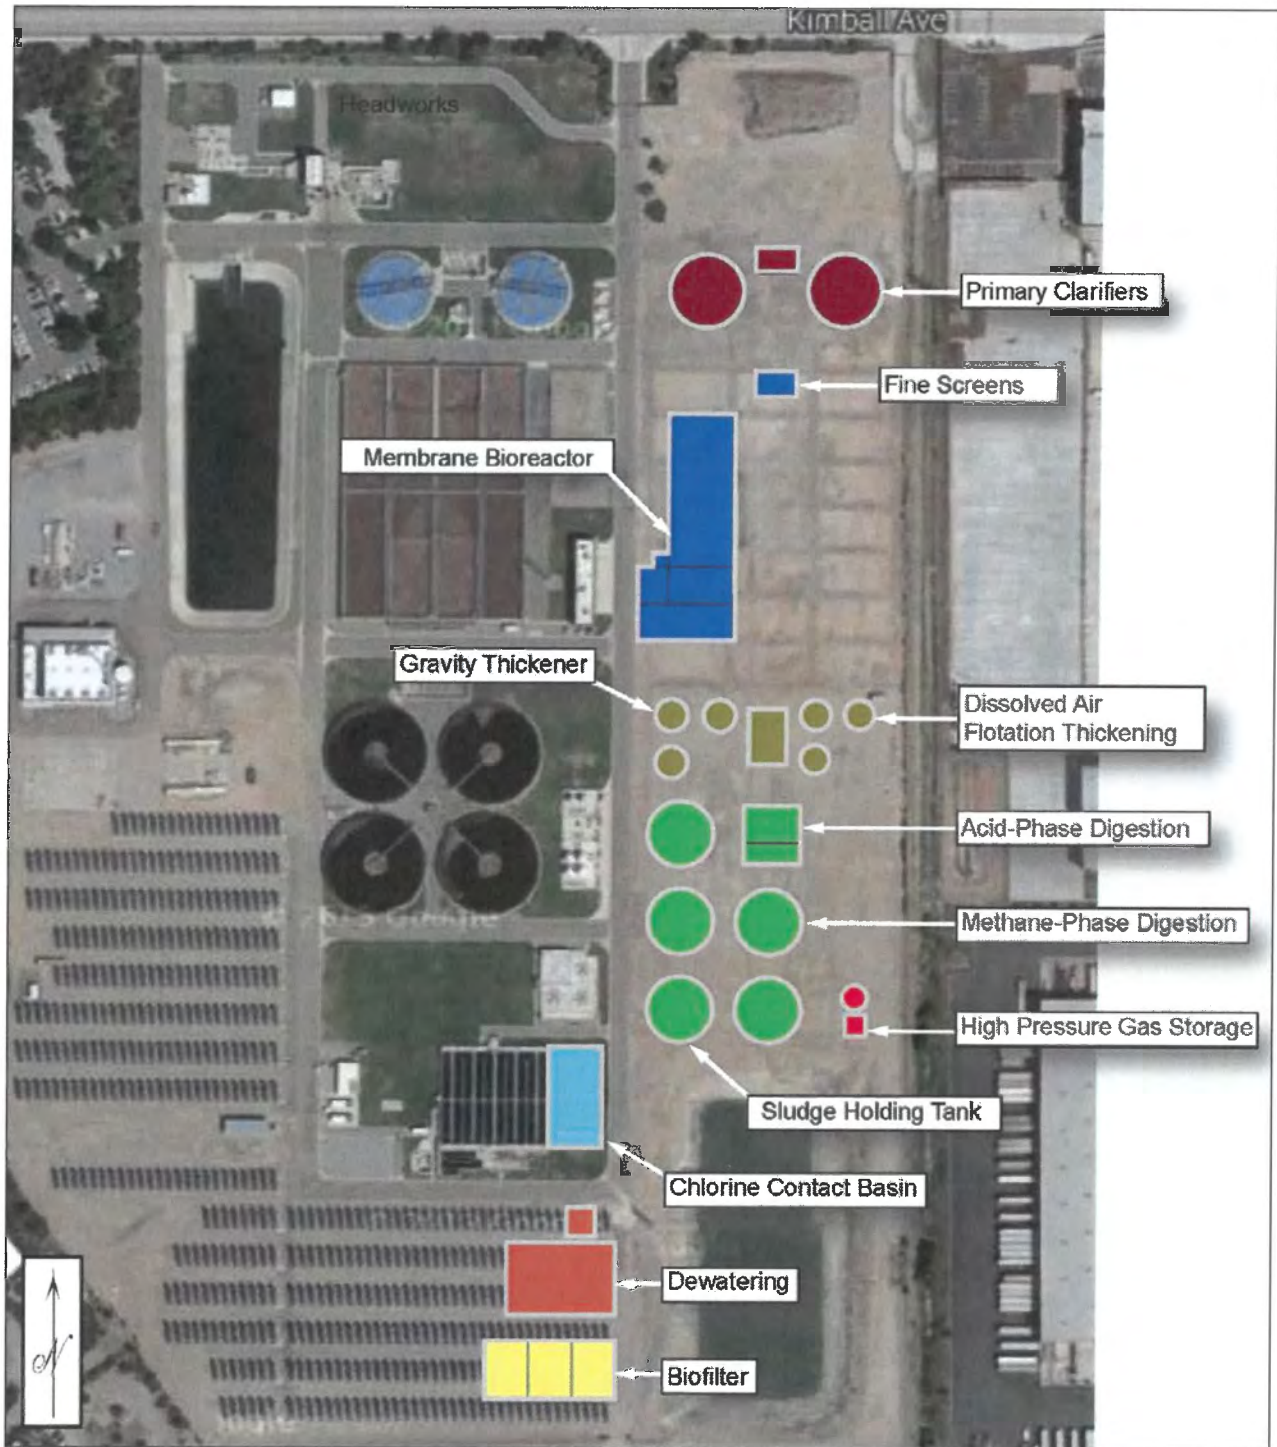 Kimball Ave
Headworks
Primary Clarifiers
Fine Screens
Membrane Bioreactor
Gravity Thickener
Dissolved Air
Flotation Thickening
Acid-Phase Digestion
Methane-Phase Digestion
High Pressure Gas Storage
Sludge Holding Tank
Chlorine Contact Basin
Dewatering
Biofilter
N